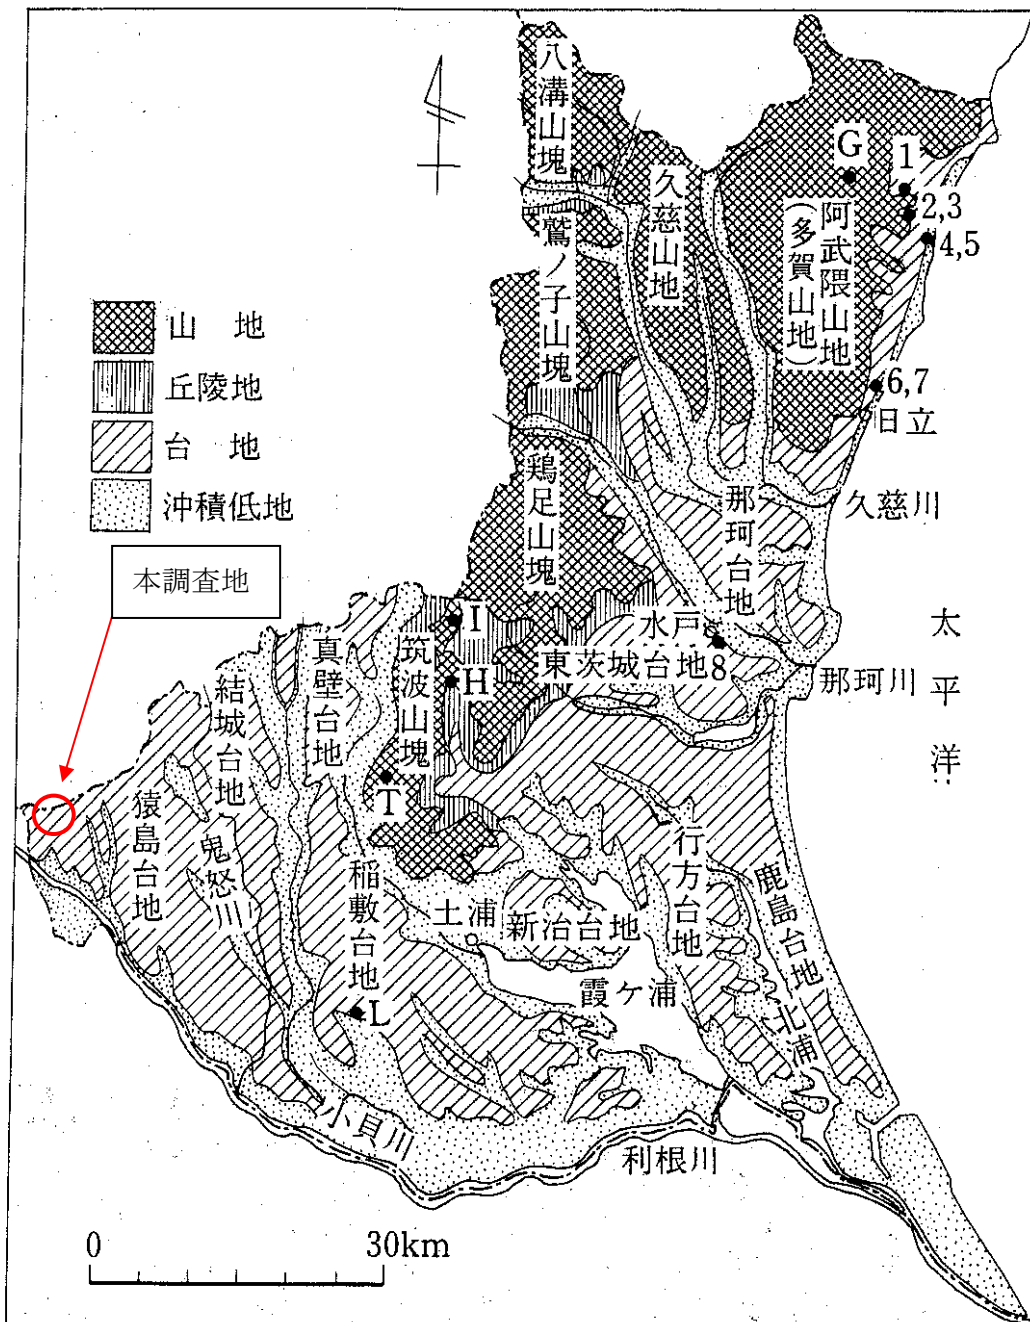 八溝山塊
久慈山地
G
1
2,3
4,5
阿武隈山地
(多賀山地)
鷲ノ子山塊
山 地
丘陵地
台 地
沖積低地
6,7
日立
鶏足山塊
那珂台地
久慈川
本調査地
I
水戸
東茨城台地8
太平洋
那珂川
H
筑波山塊
真壁台地
結城台地
T
猿島台地
鬼怒川
稲敷台地
土浦
新治台地
行方台地
鹿島台地
霞ケ浦
北浦
L
小貝川
利根川
0
30km